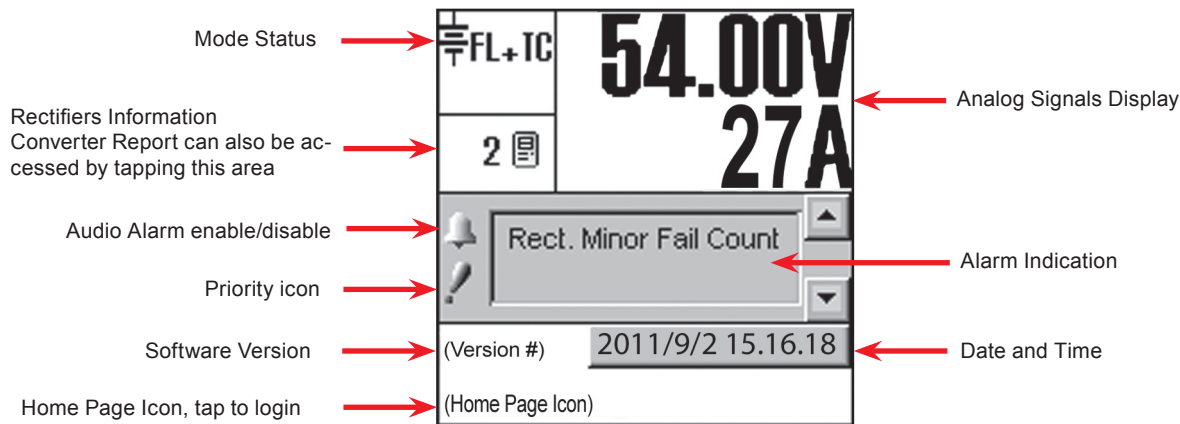 Mode Status
FL+TC
54.00V
27A
Analog Signals Display
Rectifiers Information
Converter Report can also be ac-
cessed by tapping this area
2
Audio Alarm enable/disable
Rect. Minor Fail Count
Alarm Indication
Priority icon
Software Version
(Version #)
2011/9/2 15.16.18
Date and Time
Home Page Icon, tap to login
(Home Page Icon)